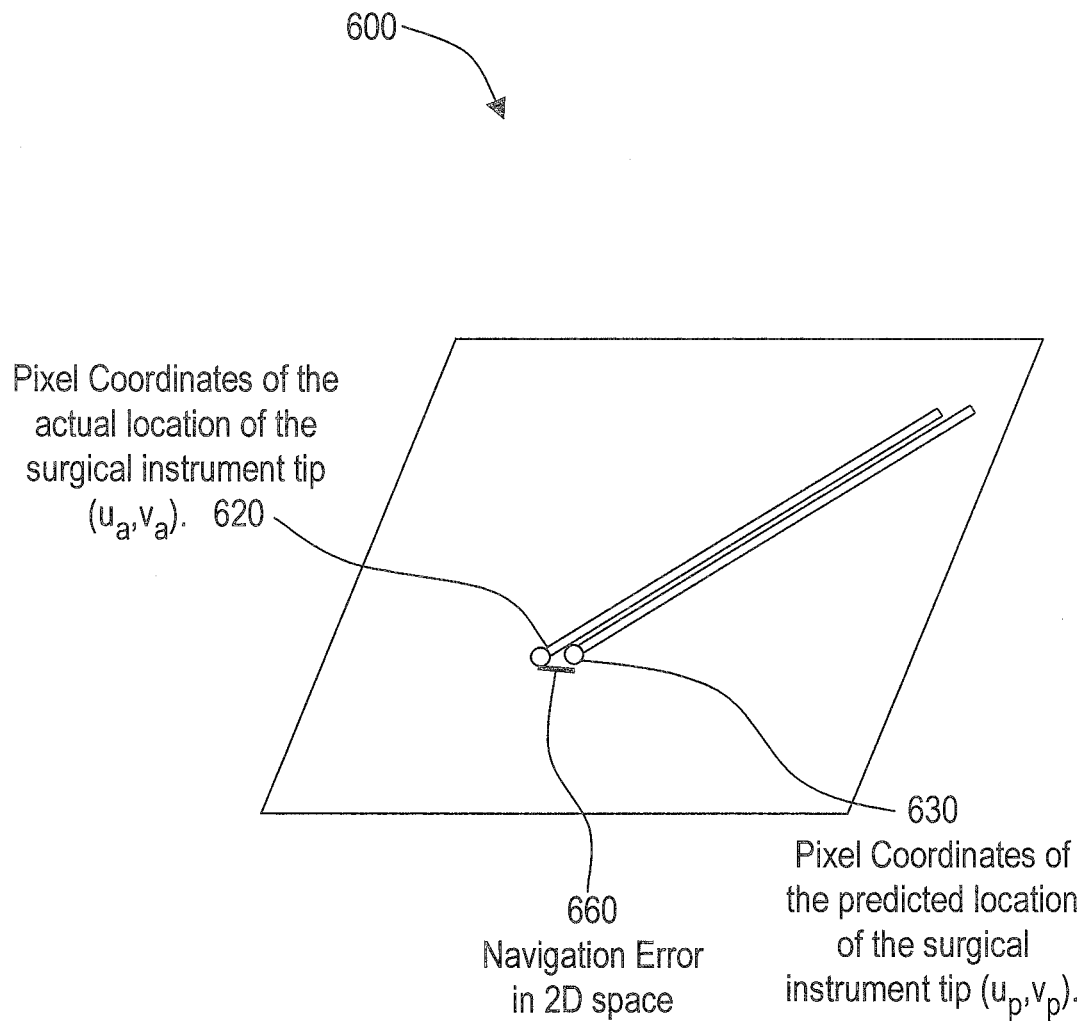 600
Pixel Coordinates of the
actual location of the
surgical instrument tip
(u_a,v_a). 620
630
Pixel Coordinates of
the predicted location
of the surgical
instrument tip (u_p,v_p).
660
Navigation Error
in 2D space